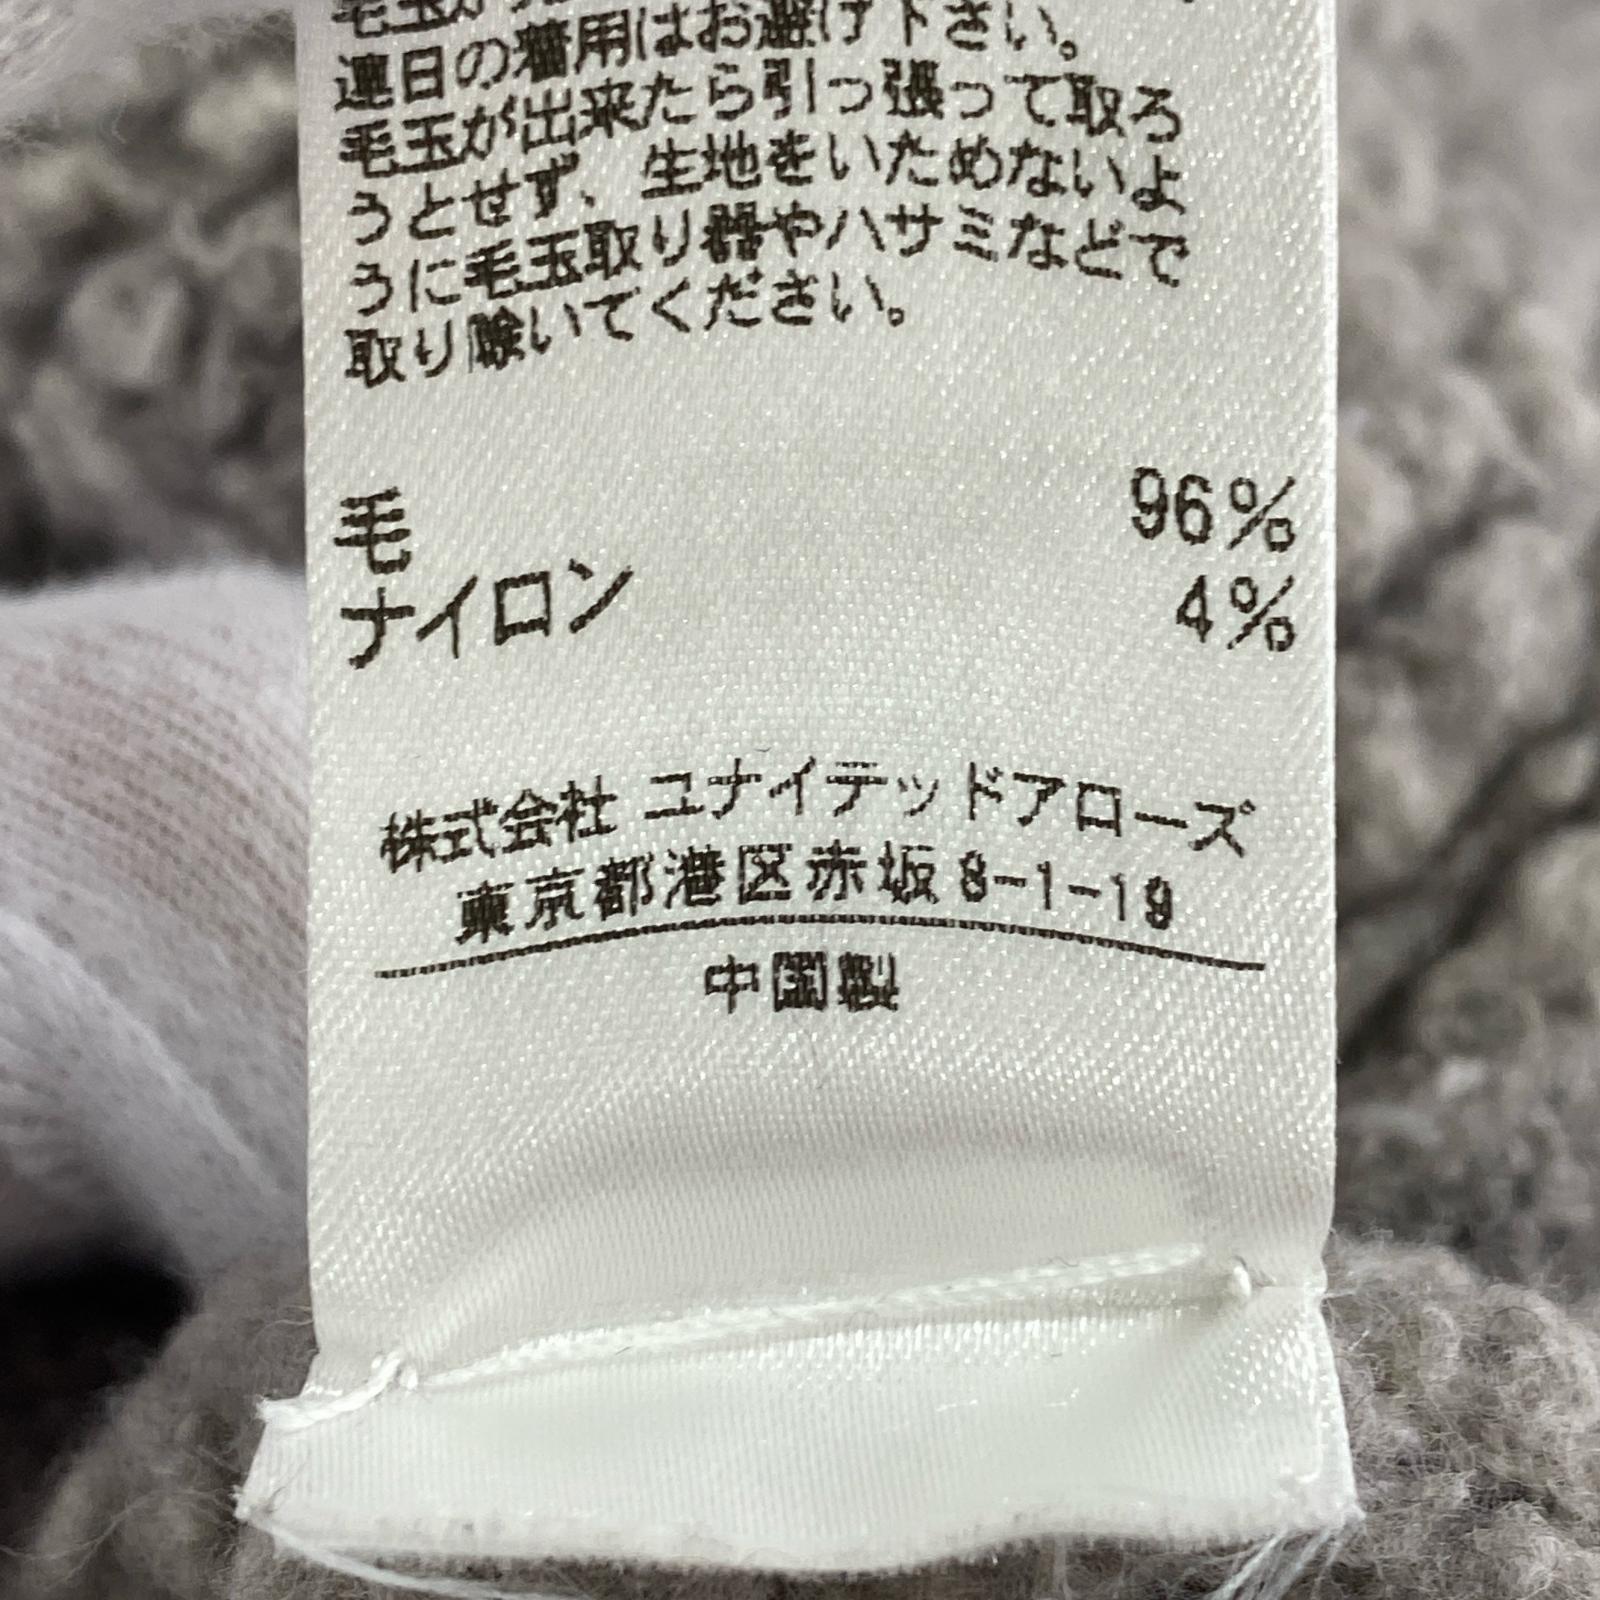 毛玉が
連日の着用はお避け下さい。
毛玉が出来たら引っ張って取ろ
うとせず、生地をいためないよ
うに毛玉取り器やハサミなどで
取り除いてください。
毛 96%
ナイロン 4%
株式会社 ユナイテッドアローズ
東京都港区赤坂8-1-19
中国製